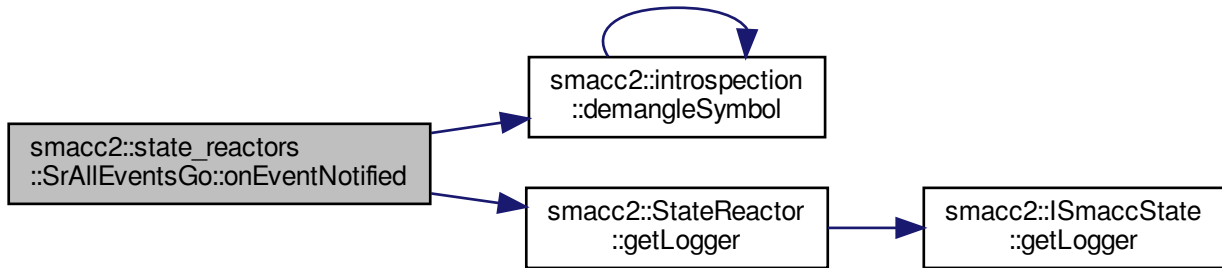 smacc2::state_reactors
::SrAllEventsGo::onEventNotified
smacc2::introspection
::demangleSymbol
smacc2::StateReactor
::getLogger
smacc2::ISmaccState
::getLogger